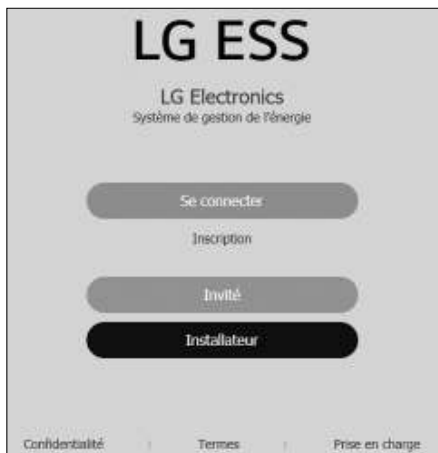 LG ESS
LG Electronics
Système de gestion de l'énergie
Se connecter
Inscription
Invité
Installateur
Confidentialité | Termes | Prise en charge